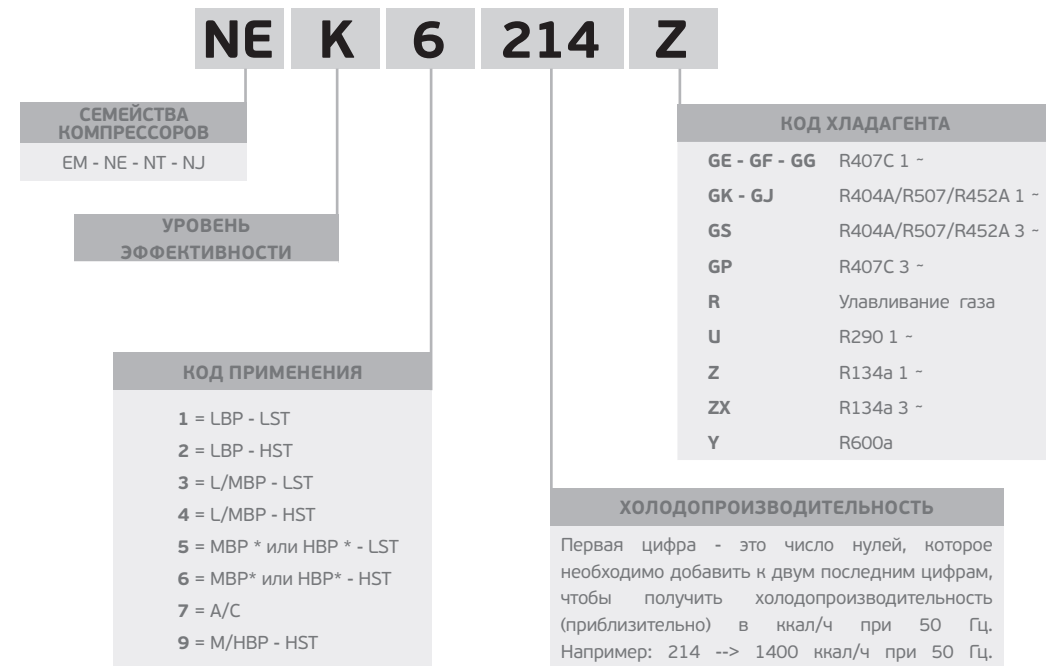 NE K 6 214 Z
СЕМЕЙСТВА
КОМПРЕССОРОВ
EM - NE - NT - NJ
УРОВЕНЬ
ЭФФЕКТИВНОСТИ
КОД ПРИМЕНЕНИЯ
1 = LBP - LST
2 = LBP - HST
3 = L/MBP - LST
4 = L/MBP - HST
5 = MBP * или HBP * - LST
6 = MBP* или HBP* - HST
7 = A/C
9 = M/HBP - HST
КОД ХЛАДАГЕНТА
GE - GF - GG R407C 1 ~
GK - GJ R404A/R507/R452A 1 ~
GS R404A/R507/R452A 3 ~
GP R407C 3 ~
R Улавливание газа
U R290 1 ~
Z R134a 1 ~
ZX R134a 3 ~
Y R600a
ХОЛОДОПРОИЗВОДИТЕЛЬНОСТЬ
Первая цифра - это число нулей, которое
необходимо добавить к двум последним цифрам,
чтобы получить холодопроизводительность
(приблизительно) в ккал/ч при 50 Гц.
Например: 214 --> 1400 ккал/ч при 50 Гц.